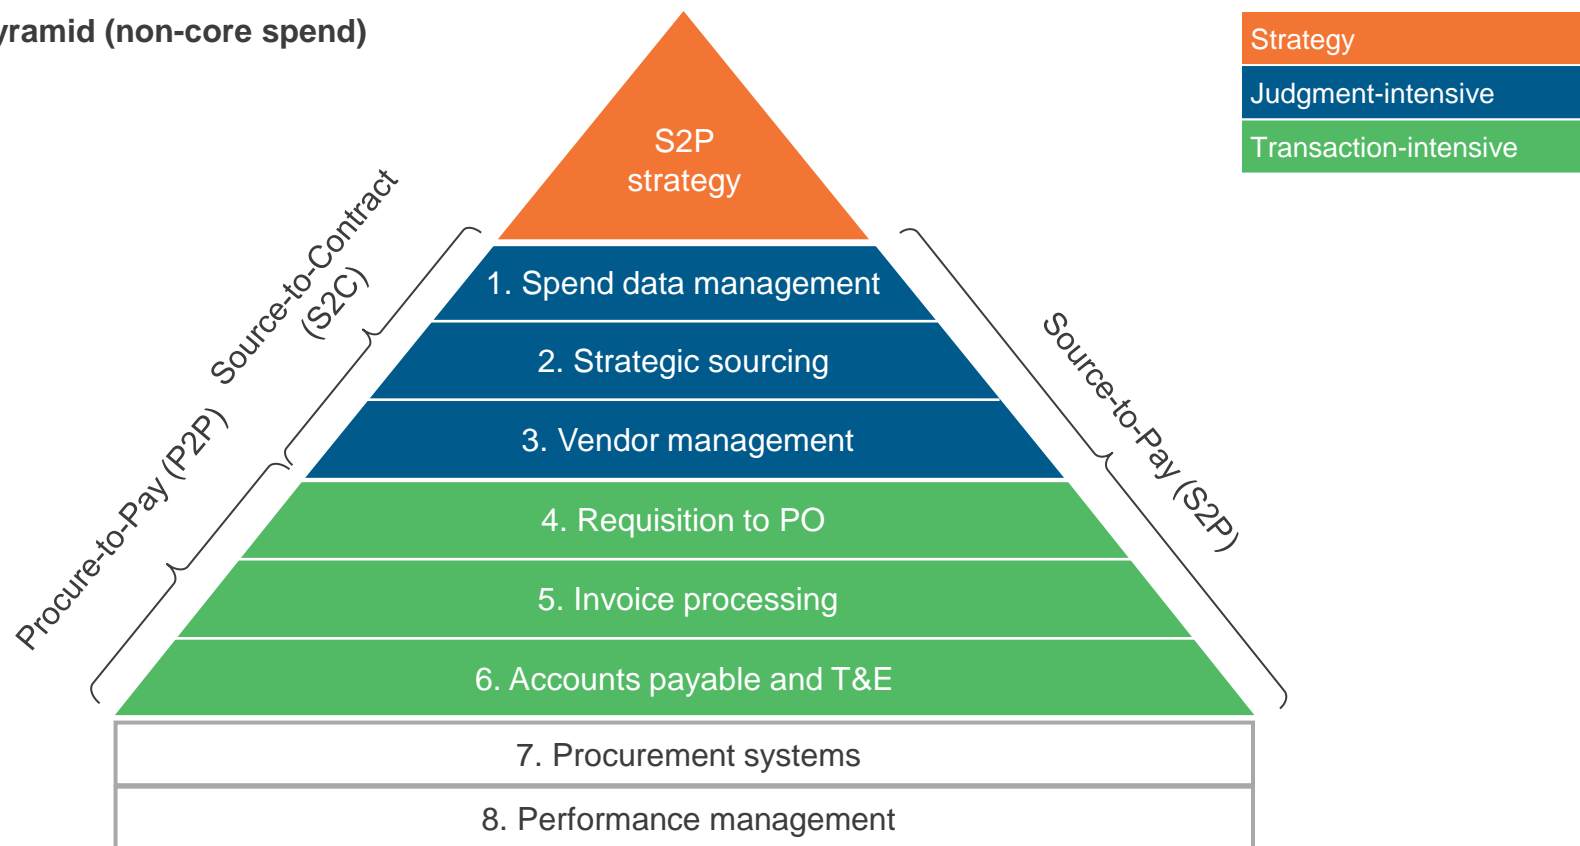 (non-core spend)
Strategy
Judgment-intensive
Transaction-intensive
S2P
strategy
Source-to-Contract
(S2C)
Procure-to-Pay (P2P)
Source-to-Pay (S2P)
1. Spend data management
2. Strategic sourcing
3. Vendor management
4. Requisition to PO
5. Invoice processing
6. Accounts payable and T&E
7. Procurement systems
8. Performance management